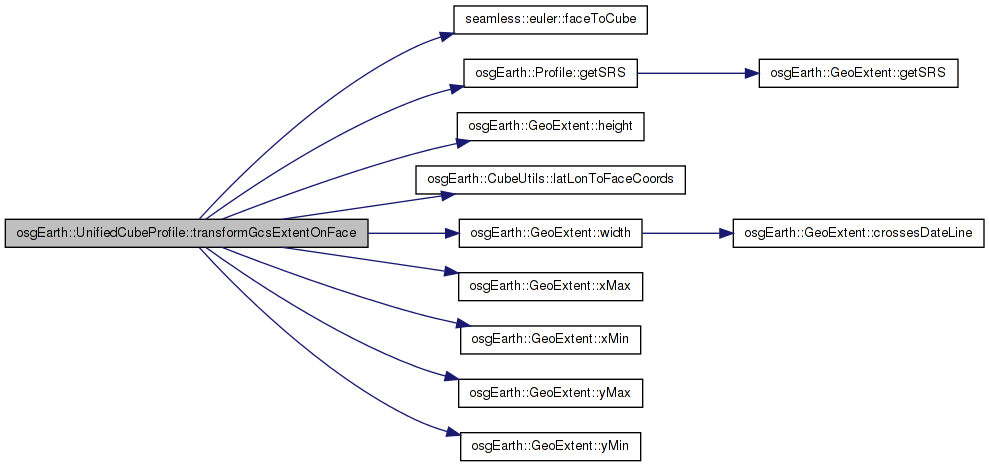 seamless::euler::faceToCube
osgEarth::Profile::getSRS
osgEarth::GeoExtent::getSRS
osgEarth::GeoExtent::height
osgEarth::CubeUtils::latLonToFaceCoords
osgEarth::UnifiedCubeProfile::transformGcsExtentOnFace
osgEarth::GeoExtent::width
osgEarth::GeoExtent::crossesDateLine
osgEarth::GeoExtent::xMax
osgEarth::GeoExtent::xMin
osgEarth::GeoExtent::yMax
osgEarth::GeoExtent::yMin